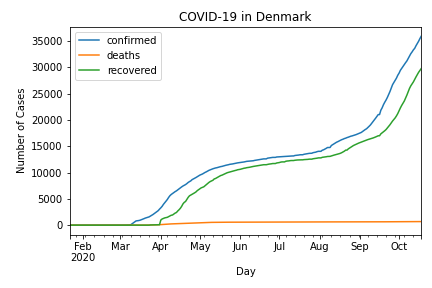 COVID-19 in Denmark
confirmed
deaths
recovered
Number of Cases
35000
30000
25000
20000
15000
10000
5000
0
Feb Mar Apr May Jun Jul Aug Sep Oct
2020
Day